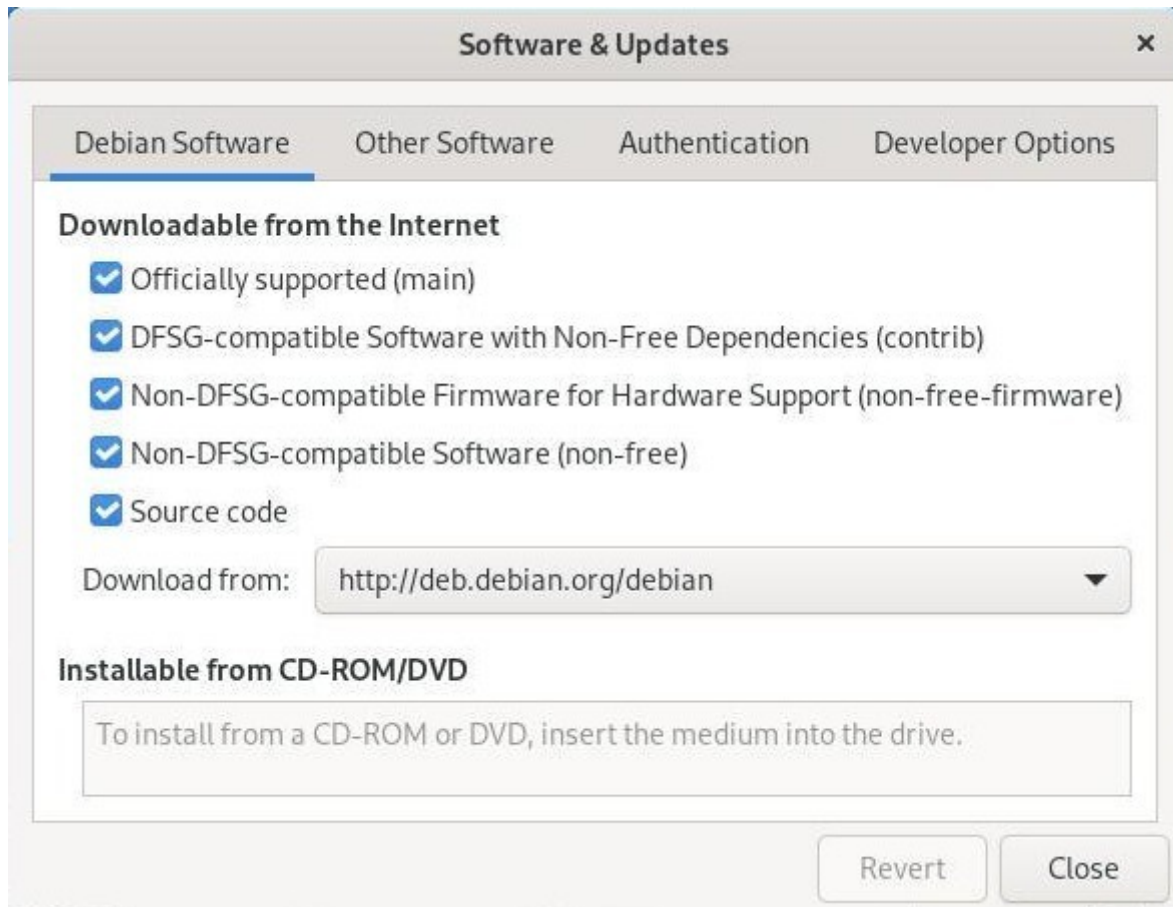 Software & Updates
Debian Software
Other Software
Authentication
Developer Options
Downloadable from the Internet
Officially supported (main)
DFSG-compatible Software with Non-Free Dependencies (contrib)
Non-DFSG-compatible Firmware for Hardware Support (non-free-firmware)
Non-DFSG-compatible Software (non-free)
Source code
Download from: http://deb.debian.org/debian
Installable from CD-ROM/DVD
To install from a CD-ROM or DVD, insert the medium into the drive.
Revert
Close